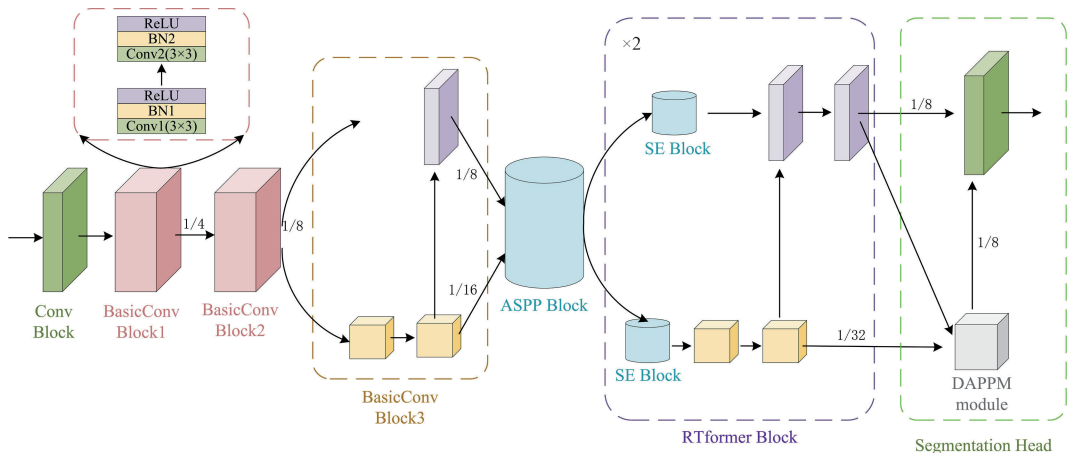 ReLU
BN2
Conv2(3×3)
ReLU
BN1
Conv1(3×3)
Conv
Block
BasicConv
Block1
1/4
BasicConv
Block2
1/8
1/8
1/16
BasicConv
Block3
ASPP Block
×2
SE Block
SE Block
1/32
RTformer Block
1/8
1/8
DAPPM
module
Segmentation Head